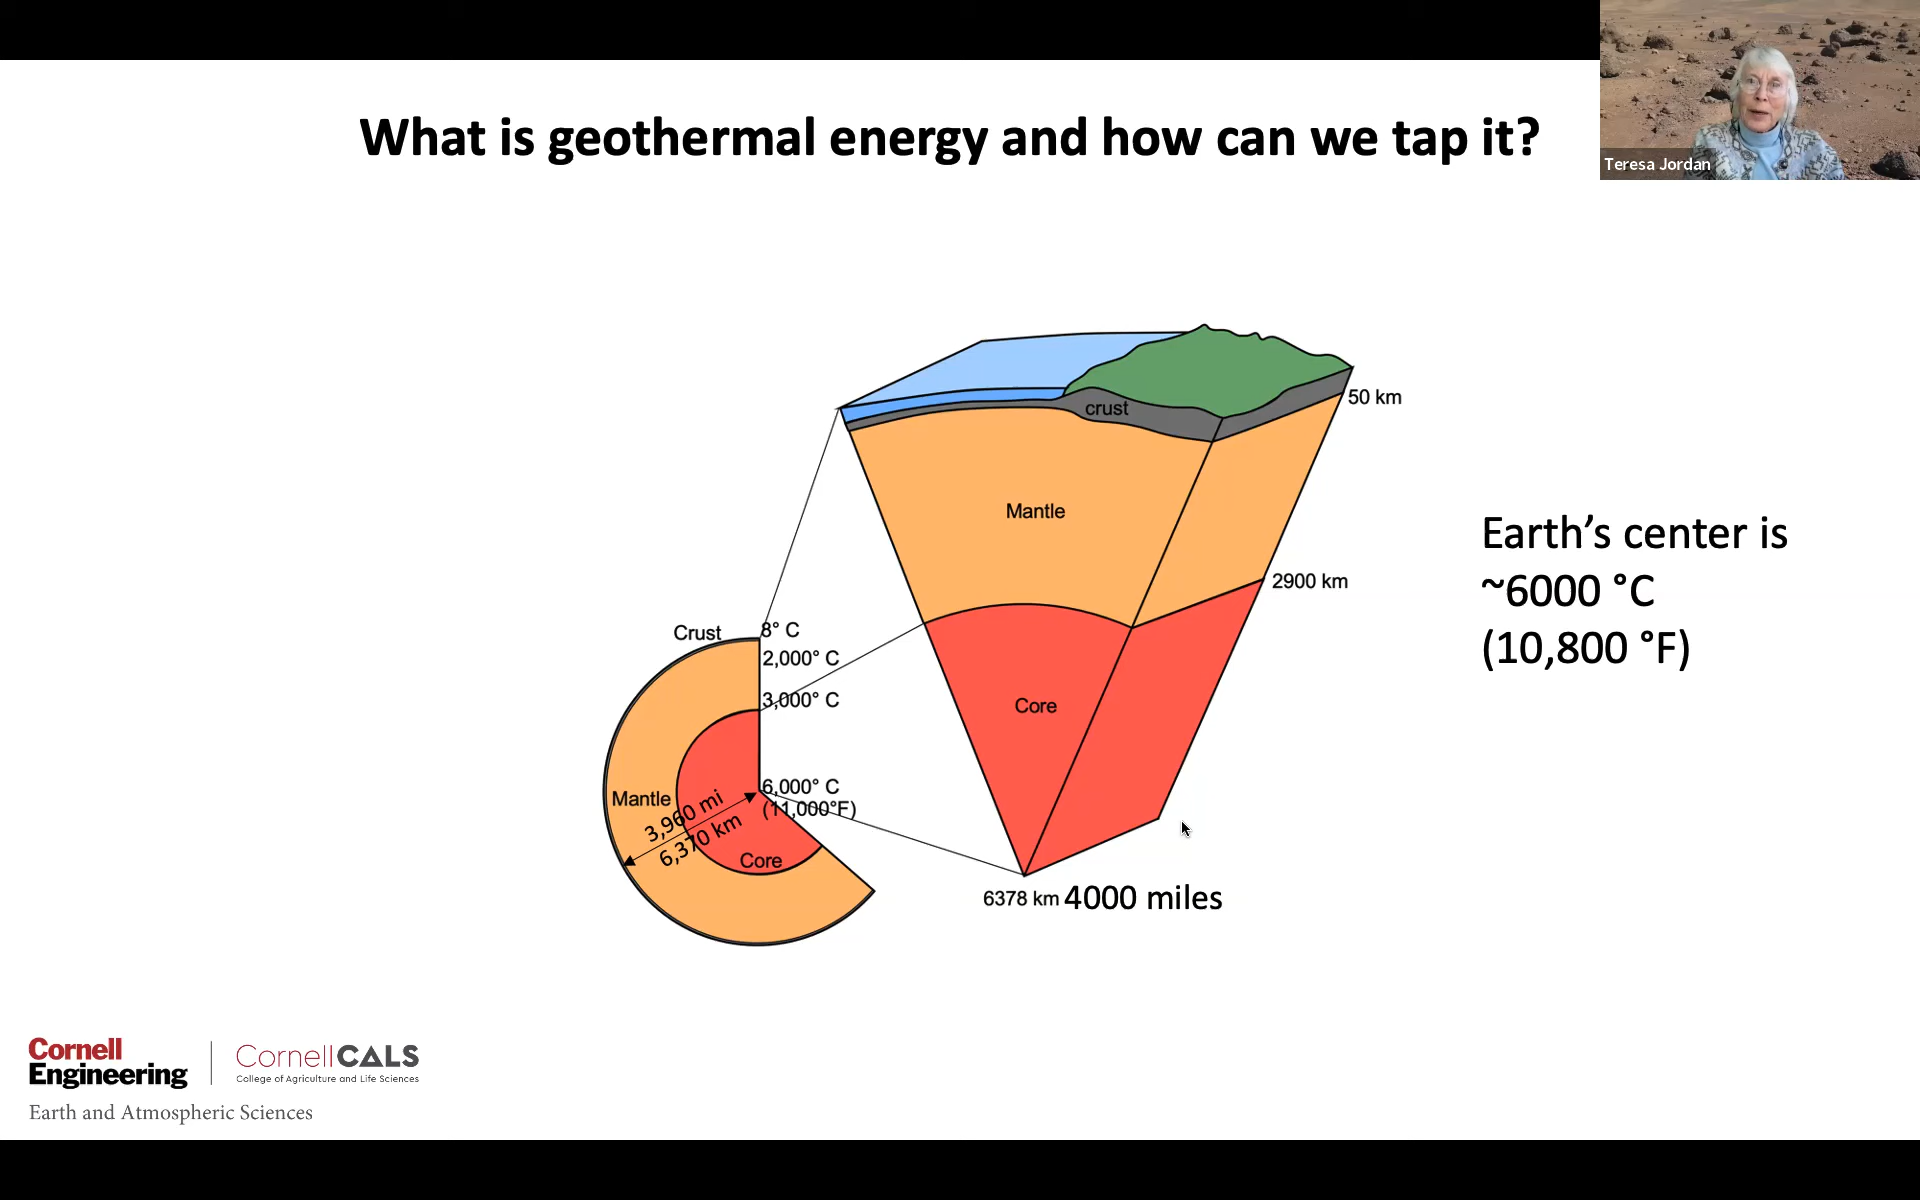 What is geothermal energy and how can we tap it?
Teresa Jordan
crust
50 km
Mantle
2900 km
Core
6378 km 4000 miles
Crust
8° C
2,000° C
3,000° C
6,000° C
(11,000°F)
Mantle
3,960 mi
6,370 km
Core
Earth’s center is
~6000 °C
(10,800 °F)
Cornell
Engineering
CornellCALS
College of Agriculture and Life Sciences
Earth and Atmospheric Sciences